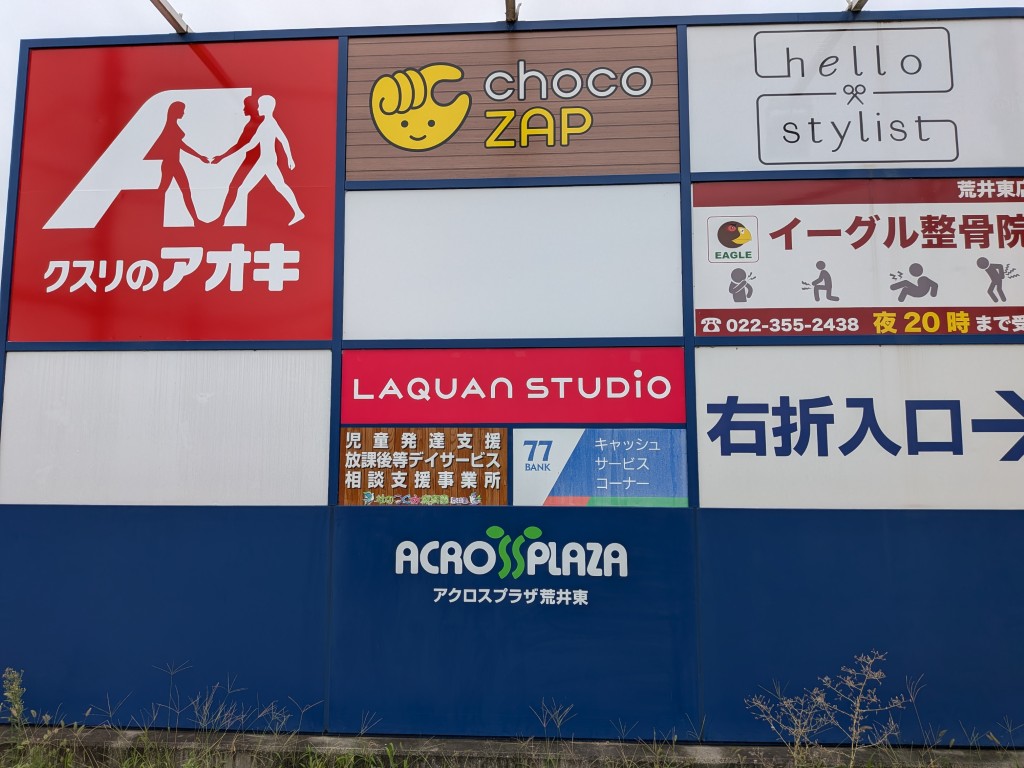 クスリのアオキ
choco
ZAP
hello
stylist
荒井東店
EAGLE
イーグル整骨院
☎022-355-2438 夜20時まで受
LAQUAN STUDIO
児童発達支援
放課後等デイサービス
相談支援事業所
77
BANK
キャッシュ
サービス
コーナー
右折入口→
ACROSSPLAZA
アクロスプラザ荒井東